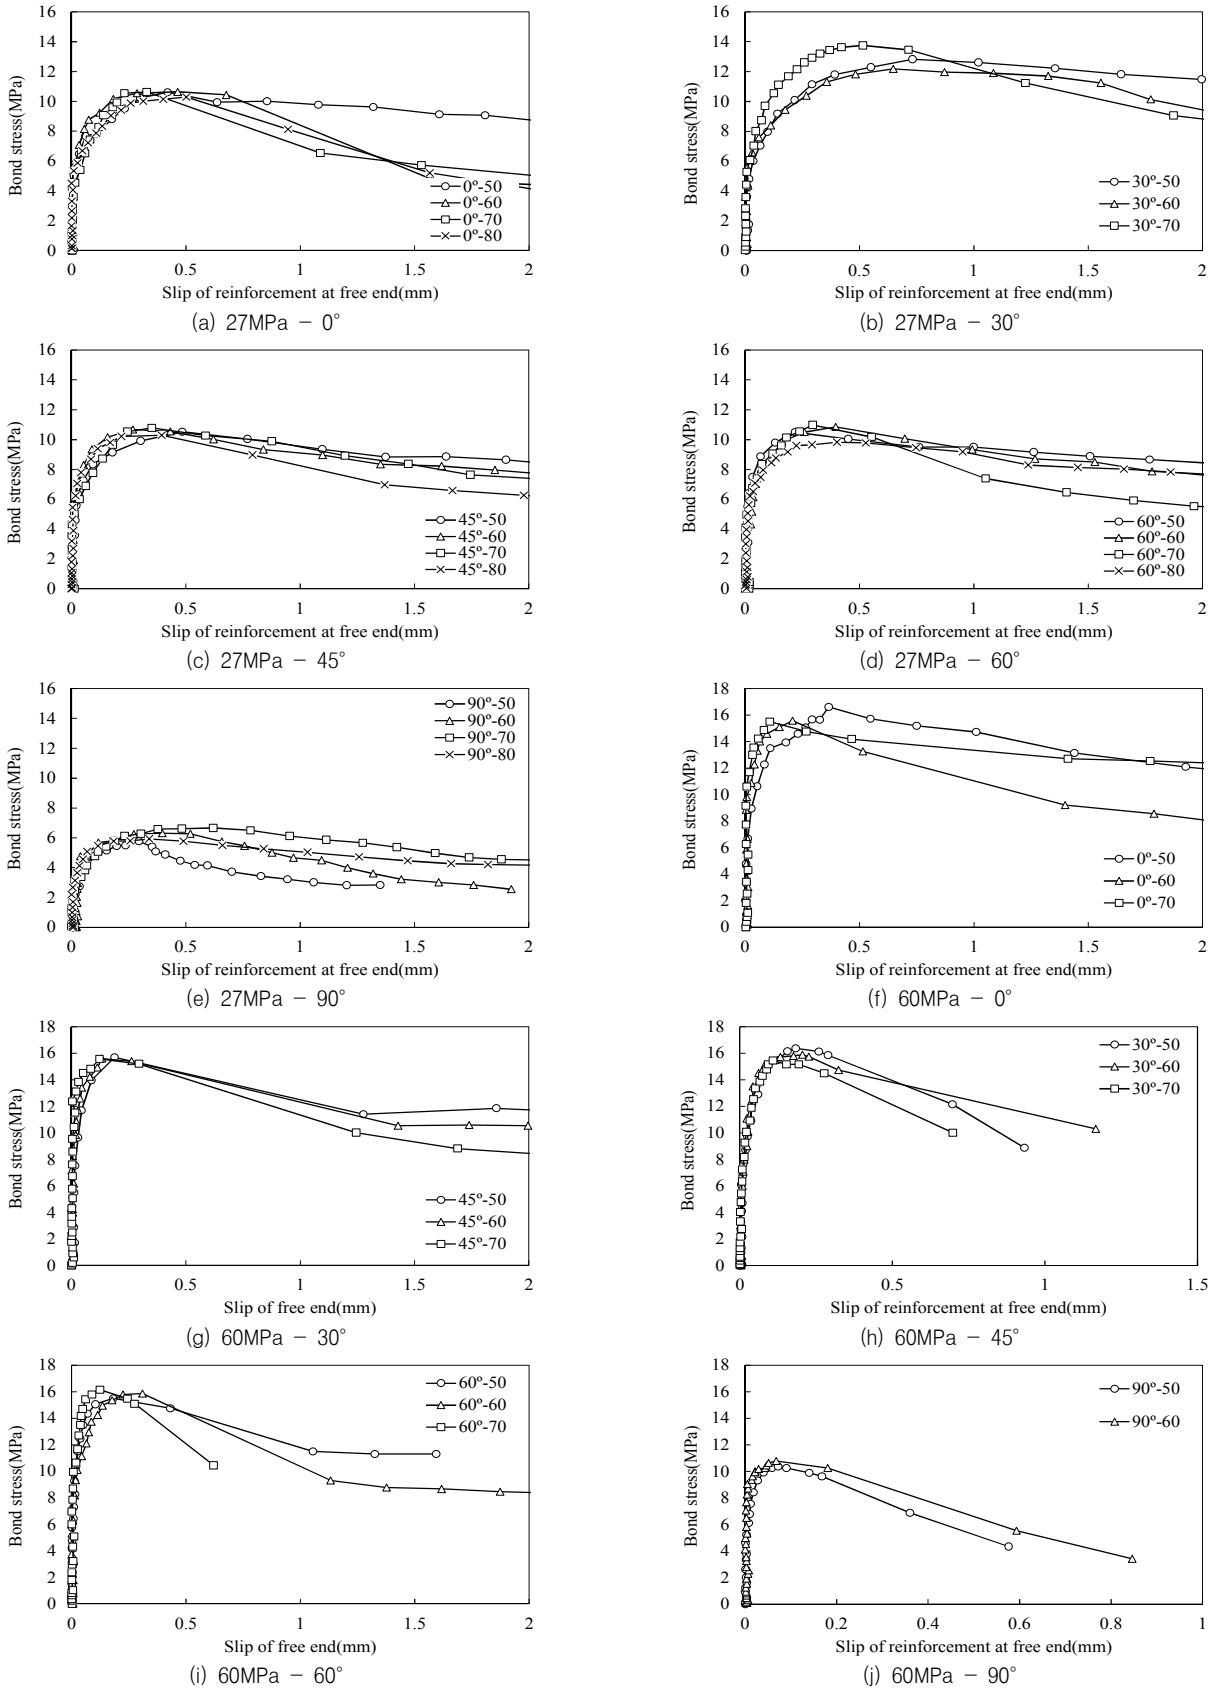 16
14
12
10
8
6
4
2
0
Bond stress(MPa)
0º-50
0º-60
0º-70
0º-80
0 0.5 1 1.5 2
Slip of reinforcement at free end(mm)
(a) 27MPa - 0°
16
14
12
10
8
6
4
2
0
Bond stress(MPa)
30º-50
30º-60
30º-70
0 0.5 1 1.5 2
Slip of reinforcement at free end(mm)
(b) 27MPa - 30°
16
14
12
10
8
6
4
2
0
Bond stress(MPa)
45º-50
45º-60
45º-70
45º-80
0 0.5 1 1.5 2
Slip of reinforcement at free end(mm)
(c) 27MPa - 45°
16
14
12
10
8
6
4
2
0
Bond stress(MPa)
60º-50
60º-60
60º-70
60º-80
0 0.5 1 1.5 2
Slip of reinforcement at free end(mm)
(d) 27MPa - 60°
16
14
12
10
8
6
4
2
0
Bond stress(MPa)
90º-50
90º-60
90º-70
90º-80
0 0.5 1 1.5 2
Slip of reinforcement at free end(mm)
(e) 27MPa - 90°
18
16
14
12
10
8
6
4
2
0
Bond stress(MPa)
0º-50
0º-60
0º-70
0 0.5 1 1.5 2
Slip of reinforcement at free end(mm)
(f) 60MPa - 0°
18
16
14
12
10
8
6
4
2
0
Bond stress(MPa)
45º-50
45º-60
45º-70
0 0.5 1 1.5 2
Slip of free end(mm)
(g) 60MPa - 30°
18
16
14
12
10
8
6
4
2
0
Bond stress(MPa)
30º-50
30º-60
30º-70
0 0.5 1 1.5
Slip of reinforcement at free end(mm)
(h) 60MPa - 45°
18
16
14
12
10
8
6
4
2
0
Bond stress(MPa)
60º-50
60º-60
60º-70
0 0.5 1 1.5 2
Slip of free end(mm)
(i) 60MPa - 60°
18
16
14
12
10
8
6
4
2
0
Bond stress(MPa)
90º-50
90º-60
0 0.2 0.4 0.6 0.8 1
Slip of reinforcement at free end(mm)
(j) 60MPa - 90°